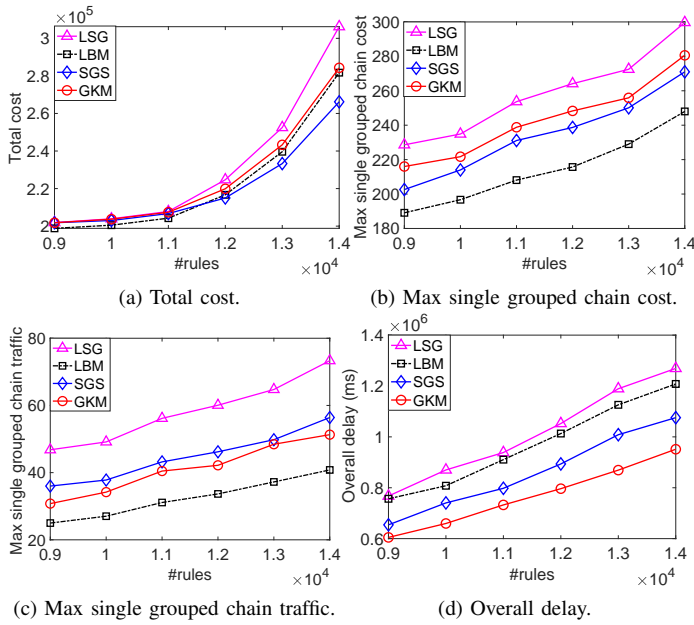 ×10^5
3
2.8
2.6
2.4
2.2
2
Total cost
LSG
LBM
SGS
GKM
0.9 1 1.1 1.2 1.3 1.4
#rules
×10^4
(a) Total cost.
300
280
260
240
220
200
180
Max single grouped chain cost
LSG
LBM
SGS
GKM
0.9 1 1.1 1.2 1.3 1.4
#rules
×10^4
(b) Max single grouped chain cost.
80
60
40
20
Max single grouped chain traffic
LSG
LBM
SGS
GKM
0.9 1 1.1 1.2 1.3 1.4
#rules
×10^4
(c) Max single grouped chain traffic.
×10^6
1.4
1.2
1
0.8
0.6
Overall delay (ms)
LSG
LBM
SGS
GKM
0.9 1 1.1 1.2 1.3 1.4
#rules
×10^4
(d) Overall delay.